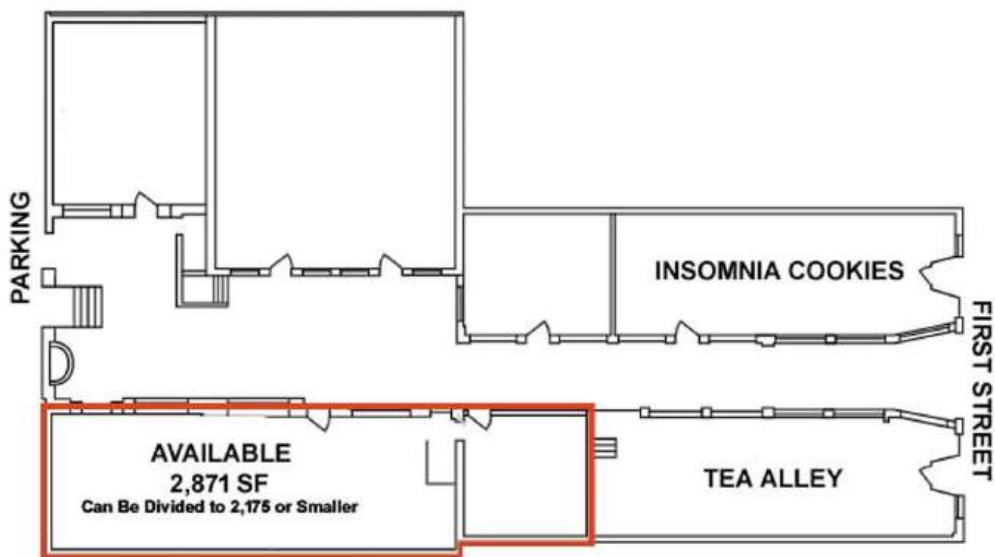 PARKING
INSOMNIA COOKIES
FIRST STREET
AVAILABLE
2,871 SF
Can Be Divided to 2,175 or Smaller
TEA ALLEY